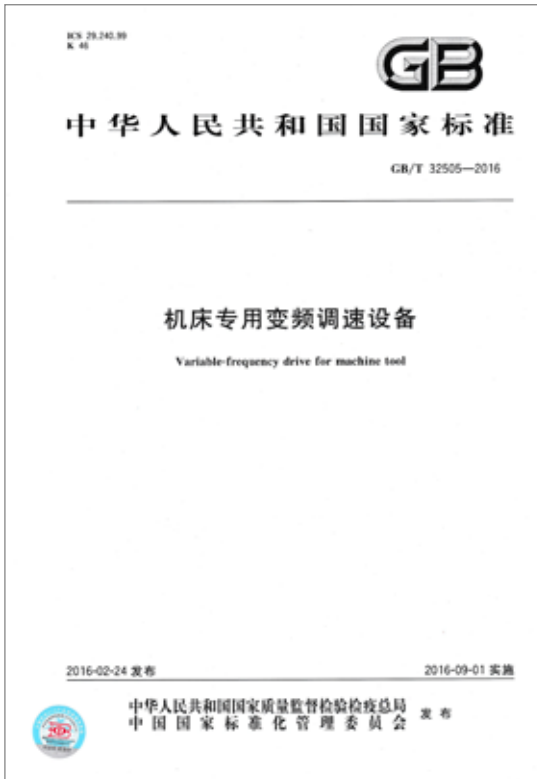 ICS 29.240.99
K 46
GB
中华人民共和国国家标准
GB/T 32505—2016
机床专用变频调速设备
Variable-frequency drive for machine tool
2016-02-24 发布
2016-09-01 实施
中华人民共和国国家质量监督检验检疫总局
中国国家标准化管理委员会
发布